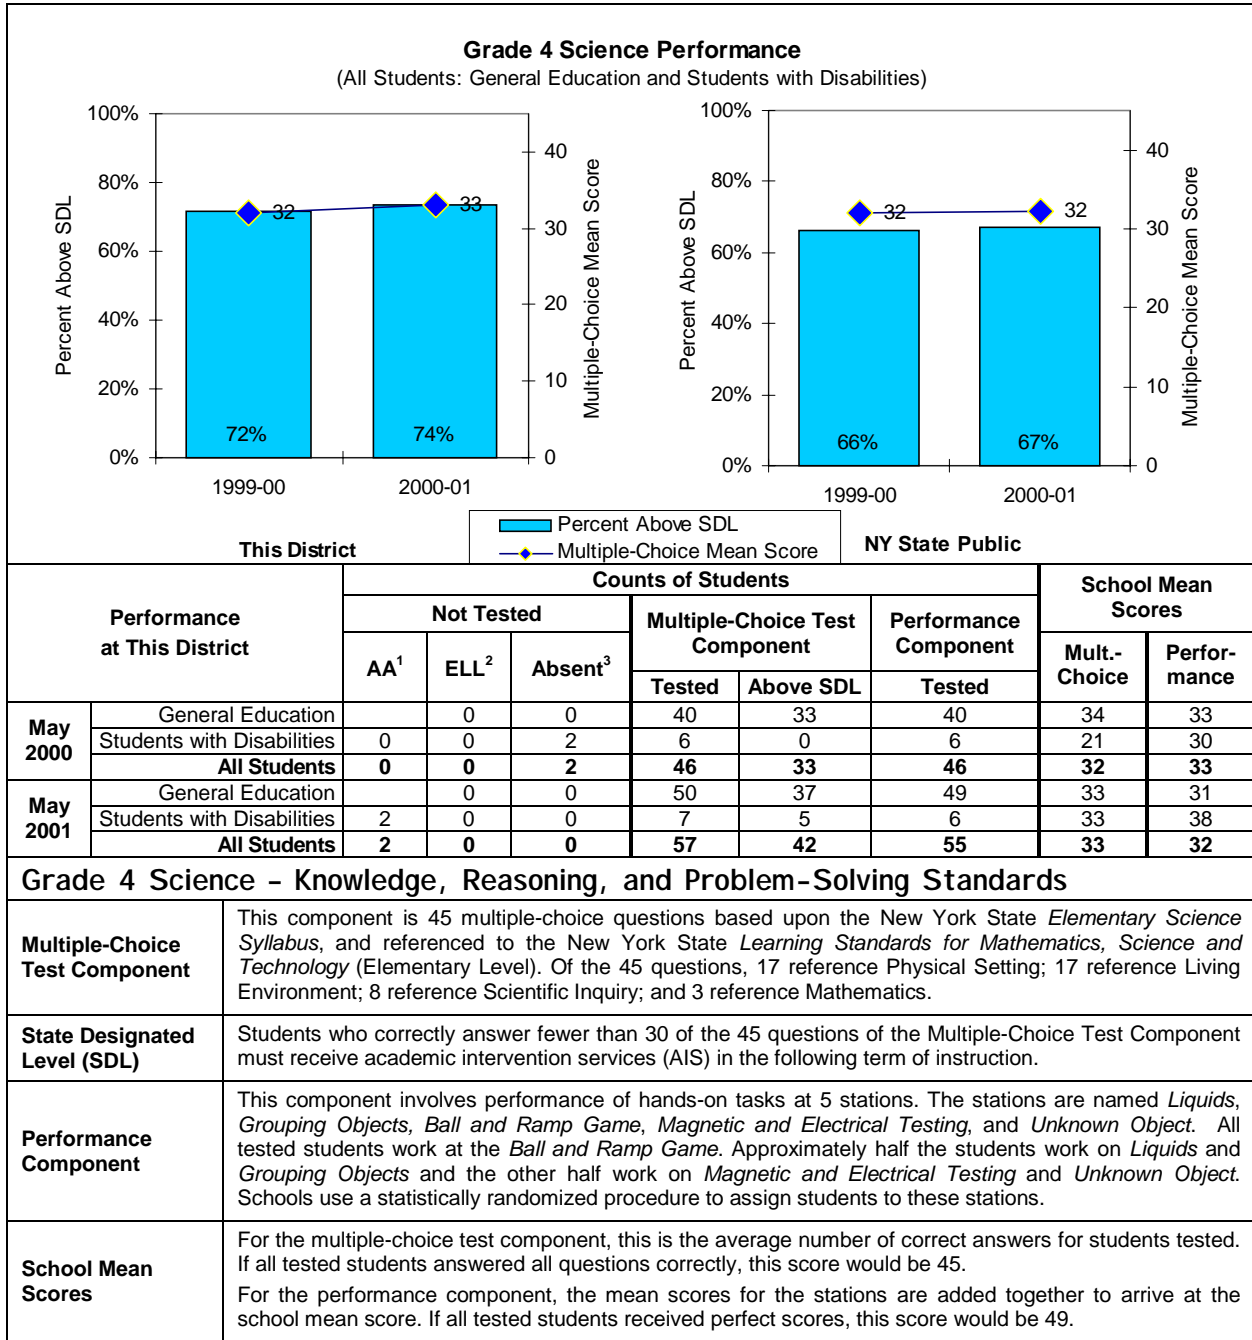 Grade 4 Science Performance
(All Students: General Education and Students with Disabilities)
100%
80%
60%
40%
20%
0%
Percent Above SDL
40
30
20
10
0
Multiple-Choice Mean Score
32
33
72%
74%
1999-00
2000-01
This District
100%
80%
60%
40%
20%
0%
Percent Above SDL
40
30
20
10
0
Multiple-Choice Mean Score
32
32
66%
67%
1999-00
2000-01
NY State Public
Percent Above SDL
Multiple-Choice Mean Score
Performance
at This District
Counts of Students
School Mean
Scores
Not Tested
Multiple-Choice Test
Component
Performance
Component
Mult.-
Choice
Perfor-
mance
AA¹ ELL² Absent³
Tested Above SDL Tested
May
2000
General Education 0 0 40 33 40 34 33
Students with Disabilities 0 0 2 6 0 6 21 30
All Students 0 0 2 46 33 46 32 33
May
2001
General Education 0 0 50 37 49 33 31
Students with Disabilities 2 0 0 7 5 6 33 38
All Students 2 0 0 57 42 55 33 32
Grade 4 Science – Knowledge, Reasoning, and Problem-Solving Standards
Multiple-Choice
Test Component
This component is 45 multiple-choice questions based upon the New York State Elementary Science
Syllabus, and referenced to the New York State Learning Standards for Mathematics, Science and
Technology (Elementary Level). Of the 45 questions, 17 reference Physical Setting; 17 reference Living
Environment; 8 reference Scientific Inquiry; and 3 reference Mathematics.
State Designated
Level (SDL)
Students who correctly answer fewer than 30 of the 45 questions of the Multiple-Choice Test Component
must receive academic intervention services (AIS) in the following term of instruction.
Performance
Component
This component involves performance of hands-on tasks at 5 stations. The stations are named Liquids,
Grouping Objects, Ball and Ramp Game, Magnetic and Electrical Testing, and Unknown Object. All
tested students work at the Ball and Ramp Game. Approximately half the students work on Liquids and
Grouping Objects and the other half work on Magnetic and Electrical Testing and Unknown Object.
Schools use a statistically randomized procedure to assign students to these stations.
School Mean
Scores
For the multiple-choice test component, this is the average number of correct answers for students tested.
If all tested students answered all questions correctly, this score would be 45.
For the performance component, the mean scores for the stations are added together to arrive at the
school mean score. If all tested students received perfect scores, this score would be 49.